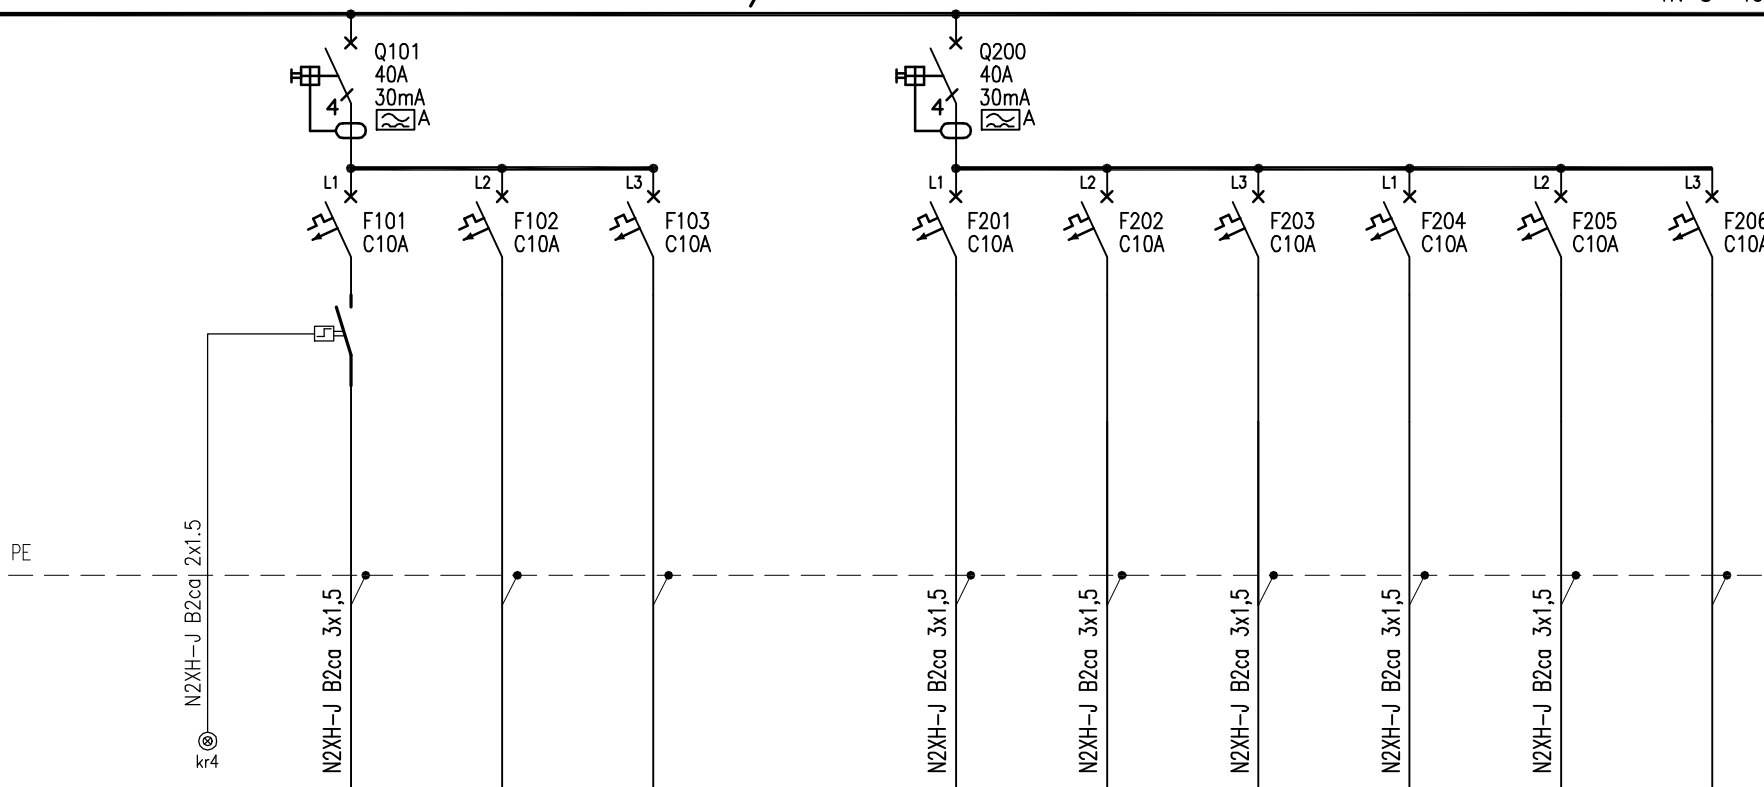 Q101
40A
30mA
A
4
Q200
40A
30mA
A
4
L1
L2
L3
L1
L2
L3
L1
L2
L3
F101
C10A
F102
C10A
F103
C10A
F201
C10A
F202
C10A
F203
C10A
F204
C10A
F205
C10A
F206
C10A
PE
N2XH-J B2ca 2x1.5
kr4
N2XH-J B2ca 3x1,5
N2XH-J B2ca 3x1,5
N2XH-J B2ca 3x1,5
N2XH-J B2ca 3x1,5
N2XH-J B2ca 3x1,5
N2XH-J B2ca 3x1,5